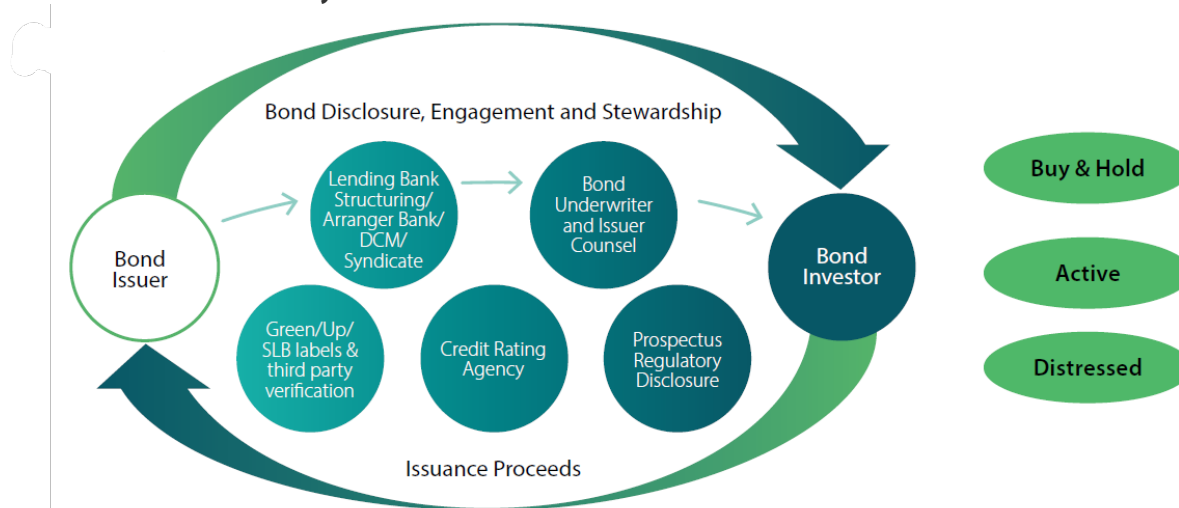 Bond Disclosure, Engagement and Stewardship
Lending Bank
Structuring/
Arranger Bank/
DCM/
Syndicate
Bond
Underwriter
and Issuer
Counsel
Bond
Issuer
Bond
Investor
Green/Up/
SLB labels &
third party
verification
Credit Rating
Agency
Prospectus
Regulatory
Disclosure
Issuance Proceeds
Buy & Hold
Active
Distressed